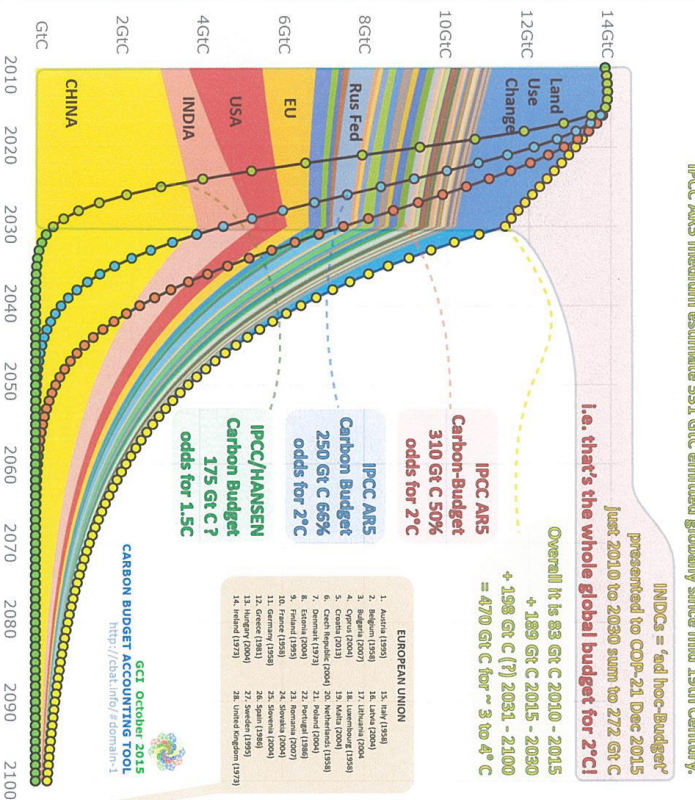 IPCC AR5 medium estimate 551 GtC emitted globally since mid 19th Century.
INDCs = 'ad hoc-Budget'
presented to COP-21 Dec 2015
just 2010 to 2030 sum to 272 Gt C
i.e. that's the whole global budget for 2°C!
Overall it is 83 Gt C 2010 - 2015
+ 189 Gt C 2015 - 2030
+ 198 Gt C (?) 2031 - 2100
= 470 Gt C for ~ 3 to 4° C
14GtC
12GtC
10GtC
8GtC
6GtC
4GtC
2GtC
GtC
Land
Use
Change
Rus Fed
EU
USA
INDIA
CHINA
IPCC AR5
Carbon-Budget
310 Gt C 50%
odds for 2°C
IPCC AR5
Carbon Budget
250 Gt C 66%
odds for 2°C
IPCC/HANSEN
Carbon Budget
175 Gt C ?
odds for 1.5C
EUROPEAN UNION
1. Austria (1995)
2. Belgium (1958)
3. Bulgaria (2007)
4. Cyprus (2004)
5. Croatia (2013)
6. Czech Republic (2004)
7. Denmark (1973)
8. Estonia (2004)
9. Finland (1995)
10. France (1958)
11. Germany (1958)
12. Greece (1981)
13. Hungary (2004)
14. Ireland (1973)
15. Italy (1958)
16. Latvia (2004)
17. Lithuania (2004)
18. Luxembourg (1958)
19. Malta (2004)
20. Netherlands (1958)
21. Poland (2004)
22. Portugal (1986)
23. Romania (2007)
24. Slovakia (2004)
25. Slovenia (2004)
26. Spain (1986)
27. Sweden (1995)
28. United Kingdom (1973)
GCI October 2015
CARBON BUDGET ACCOUNTING TOOL
http://cbat.info/#domain-1
2010
2020
2030
2040
2050
2060
2070
2080
2090
2100